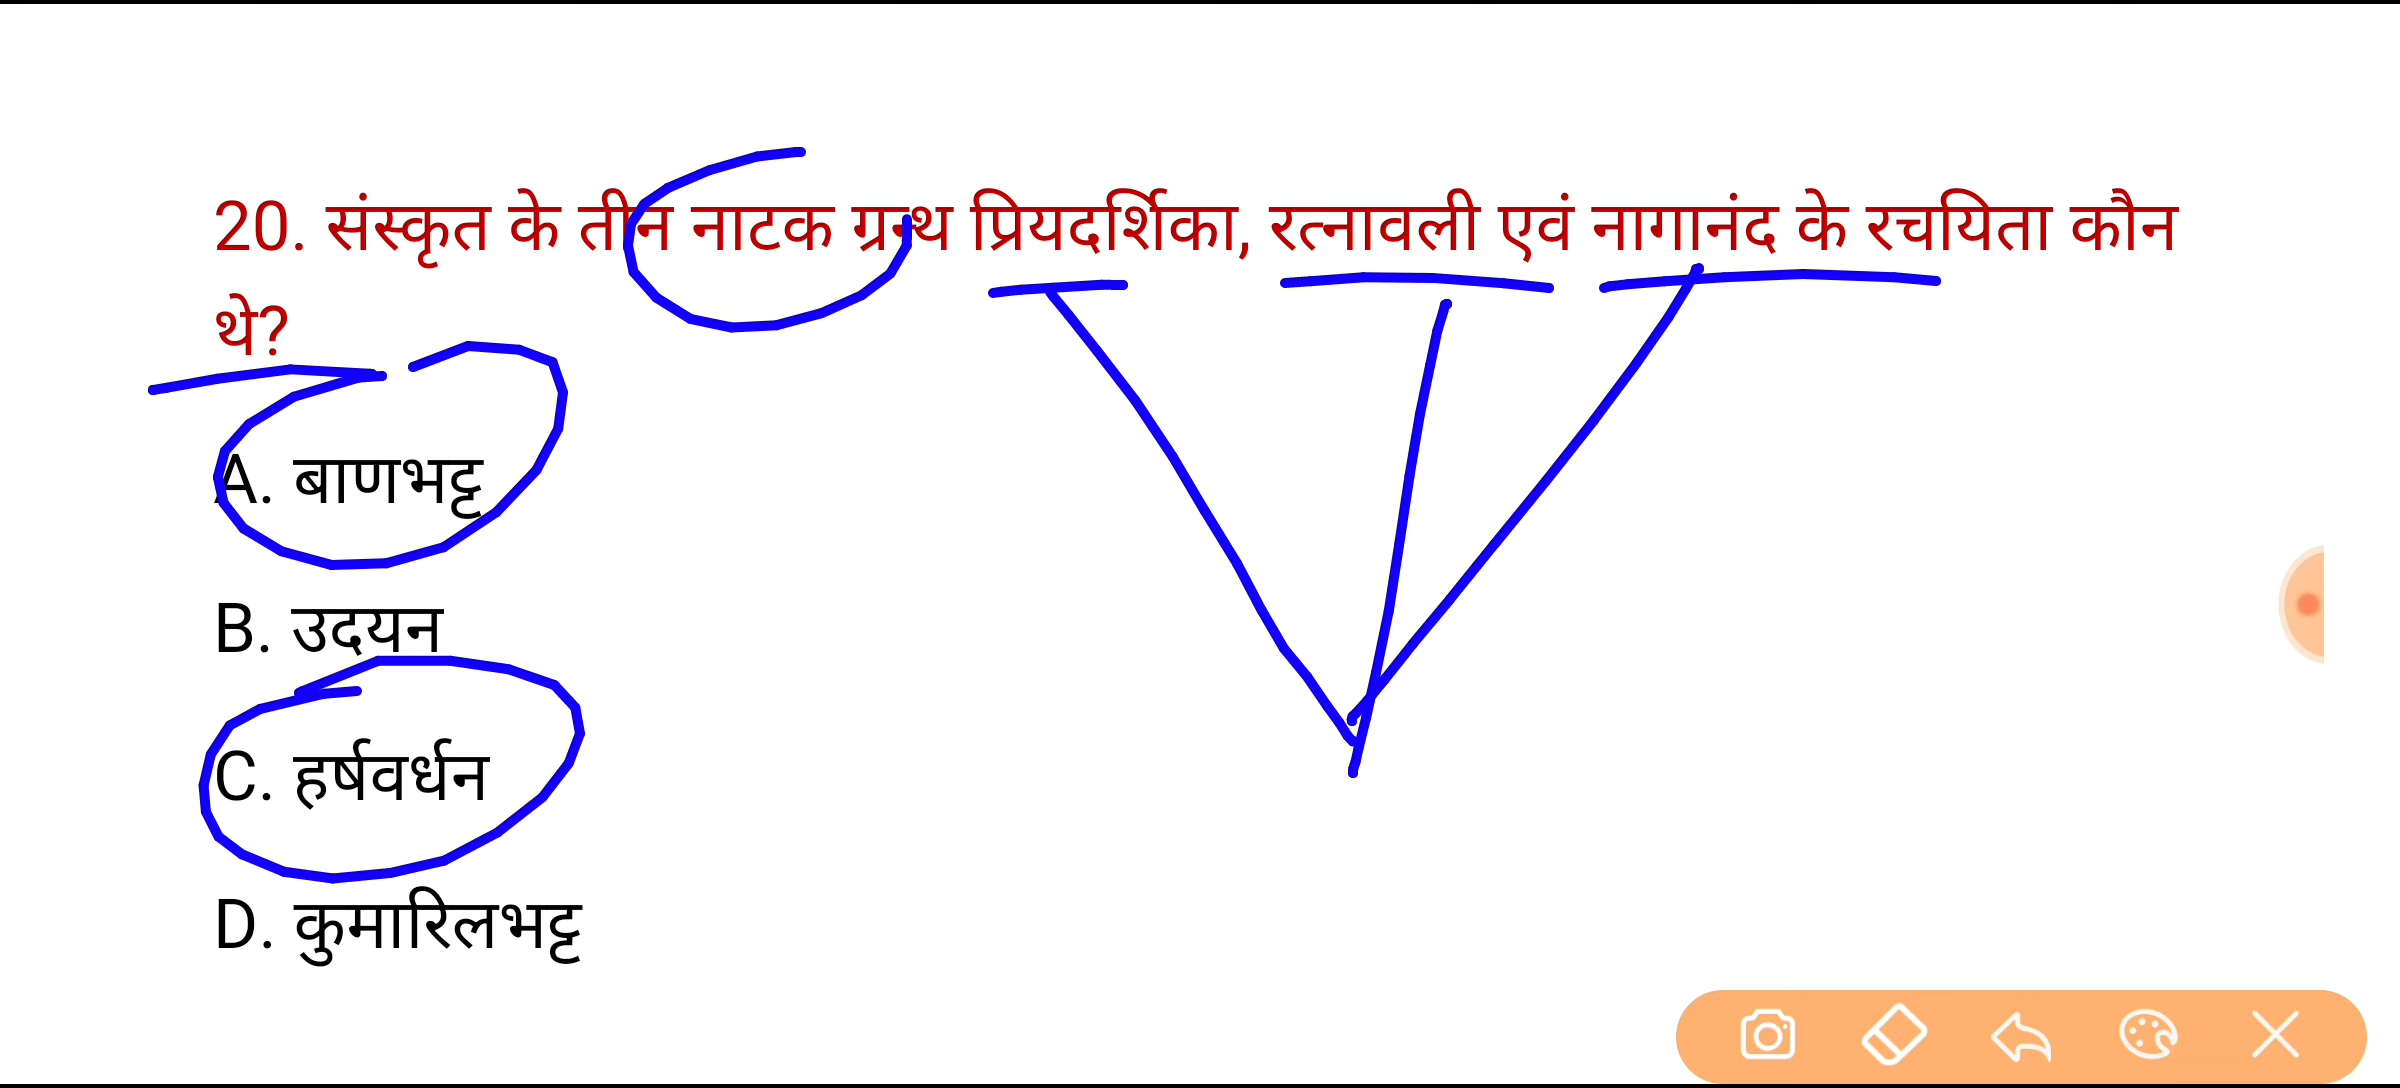 20. संस्कृत के तीन नाटक ग्रन्थ प्रियदर्शिका, रत्नावली एवं नागानंद के रचयिता कौन
थे?
A. बाणभट्ट
B. उदयन
C. हर्षवर्धन
D. कुमारिलभट्ट